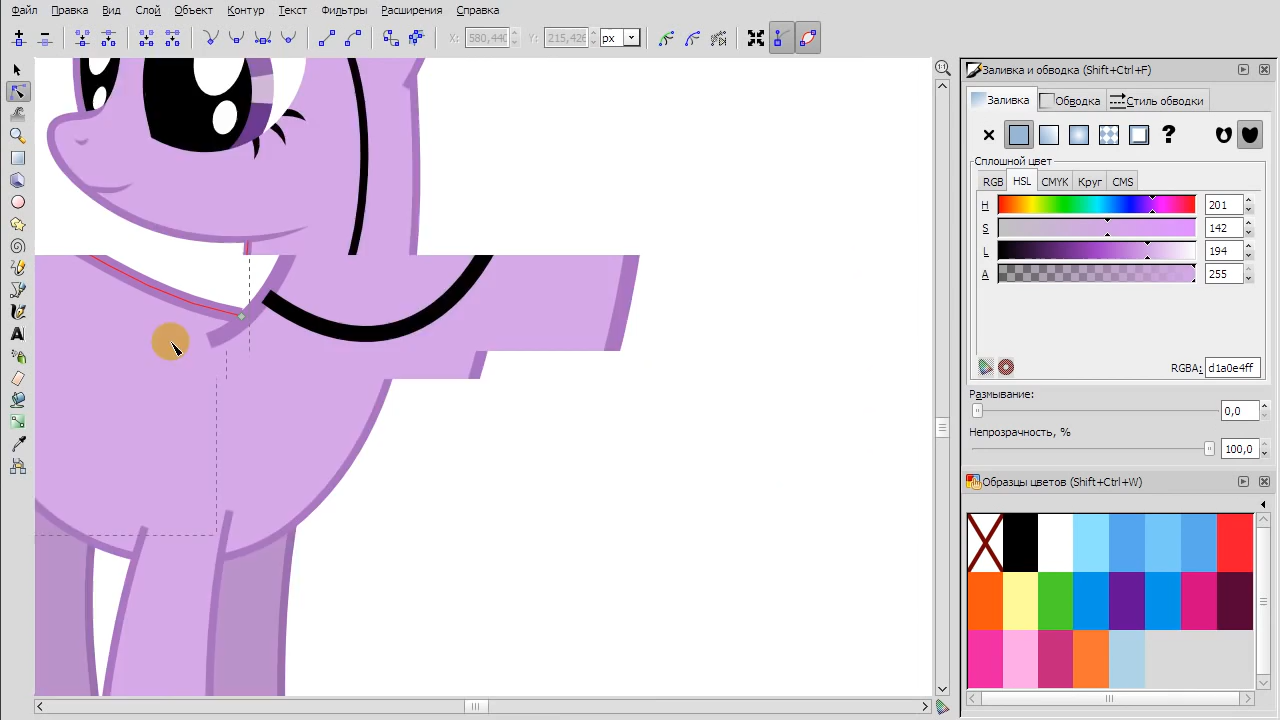 Файл Правка Вид Слой Объект Контур Текст Фильтры Расширения Справка
X: 580,440 Y: 215,426 px
1:1
Заливка и обводка (Shift+Ctrl+F)
Заливка Обводка Стиль обводки
?
Сплошной цвет
RGB HSL CMYK Круг CMS
H 201
S 142
L 194
A 255
RGBA: d1a0e4ff
Размывание:
0,0
Непрозрачность, %
100,0
Образцы цветов (Shift+Ctrl+W)